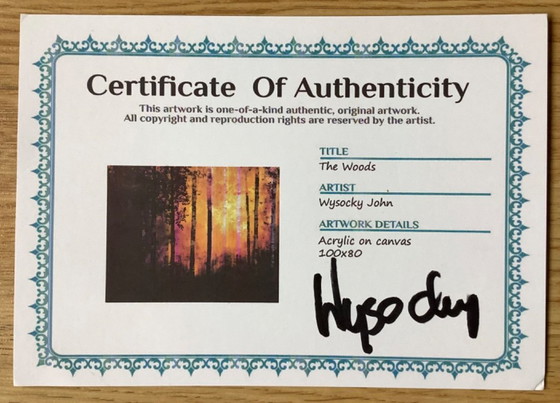 Certificate Of Authenticity
This artwork is one-of-a-kind authentic, original artwork.
All copyright and reproduction rights are reserved by the artist.
TITLE
The Woods
ARTIST
Wysocky John
ARTWORK DETAILS
Acrylic on canvas
100x80
Wysocky